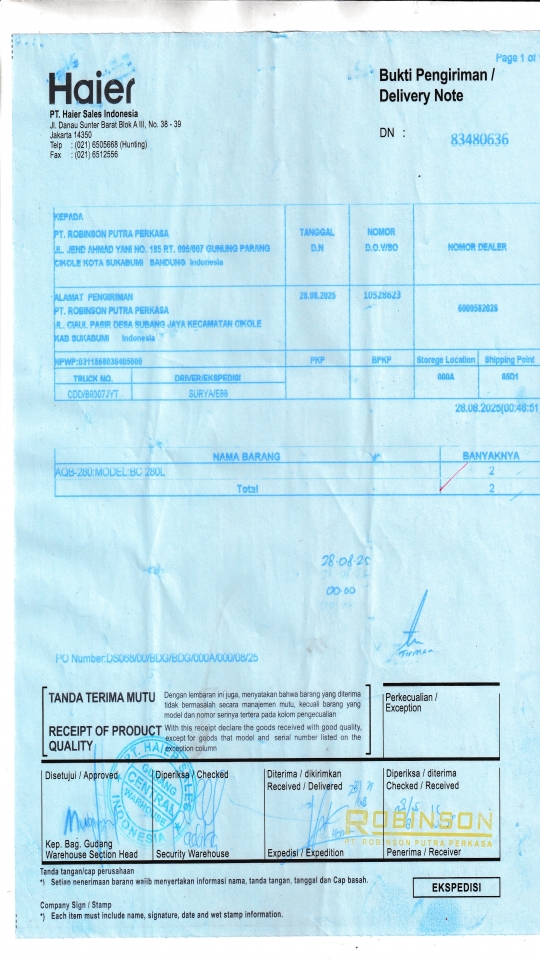 Page 1 of
Haier
PT. Haier Sales Indonesia
Jl. Danau Sunter Barat Blok A III, No. 38 - 39
Jakarta 14350
Telp : (021) 6505668 (Hunting)
Fax : (021) 6512556
Bukti Pengiriman /
Delivery Note
DN : 83480636
KEPADA
PT. ROBINSON PUTRA PERKASA
JL. JEND AHMAD YANI NO. 185 RT. 005/007 GUNUNG PARANG
CIKOLE KOTA SUKABUMI BANDUNG Indonesia
TANGGAL D.N
NOMOR D.O.V/SO
NOMOR DEALER
ALAMAT PENGIRIMAN
PT. ROBINSON PUTRA PERKASA
JL. CIAUL PASIR DESA SUBANG JAYA KECAMATAN CIKOLE
KAB SUKABUMI Indonesia
28.08.2025
10528623
6000582028
PKP BPKP Storege Location Shipping Point
TRUCK NO. DRIVER/EKSPEDISI 000A
SURYA/E86
28.08.2025(00:48:51
NAMA BARANG BANYAKNYA
AQB-280:MODEL:BC-280L 2
Total 2
28.08.25
00.00
FIRMAN
PO Number:DS068/00/BDG/BDG/000A/000/08/25
TANDA TERIMA MUTU
Dengan lembaran ini juga, menyatakan bahwa barang yang diterima
tidak bermasalah secara manajemen mutu, kecuali barang yang
model dan nomor serinya tertera pada kolom pengecualian
RECEIPT OF PRODUCT QUALITY
With this receipt declare the goods received with good quality,
except for goods that model and serial number listed on the
exception column
Perkecualian /
Exception
Disetujui / Approved
Diperiksa / Checked
Diterima / dikirimkan
Received / Delivered
Diperiksa / diterima
Checked / Received
PT. HAIER SALES INDONESIA
GUDANG CENTRAL WAREHOUSE
ROBINSON
PT. ROBINSON PUTRA PERKASA
Kep. Bag. Gudang
Warehouse Section Head
Security Warehouse
Expedisi / Expedition
Penerima / Receiver
Tanda tangan/cap perusahaan
*) Setiap penerimaan barang wajib menyertakan informasi nama, tanda tangan, tanggal dan Cap basah.
EKSPEDISI
Company Sign / Stamp
*) Each item must include name, signature, date and wet stamp information.